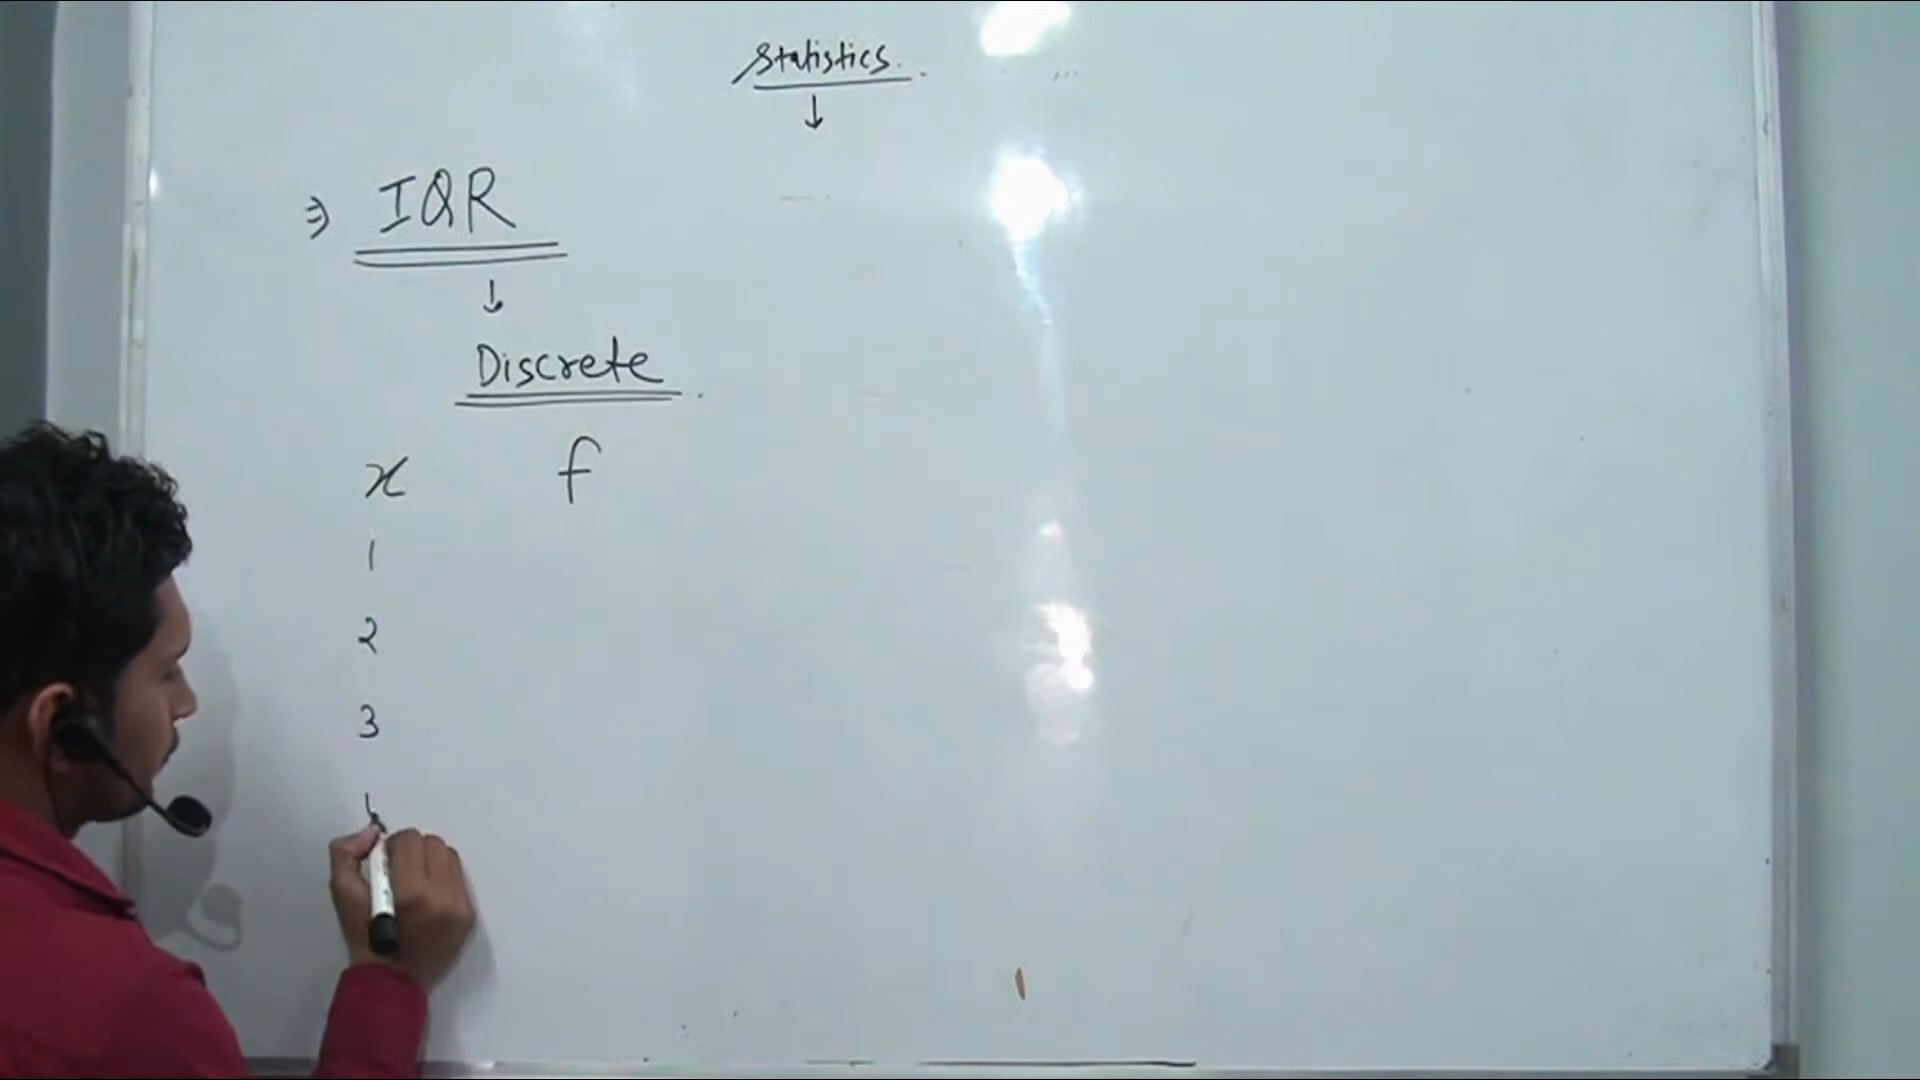 Statistics.
↓
⇒ IQR
↓
Discrete
x f
1
2
3